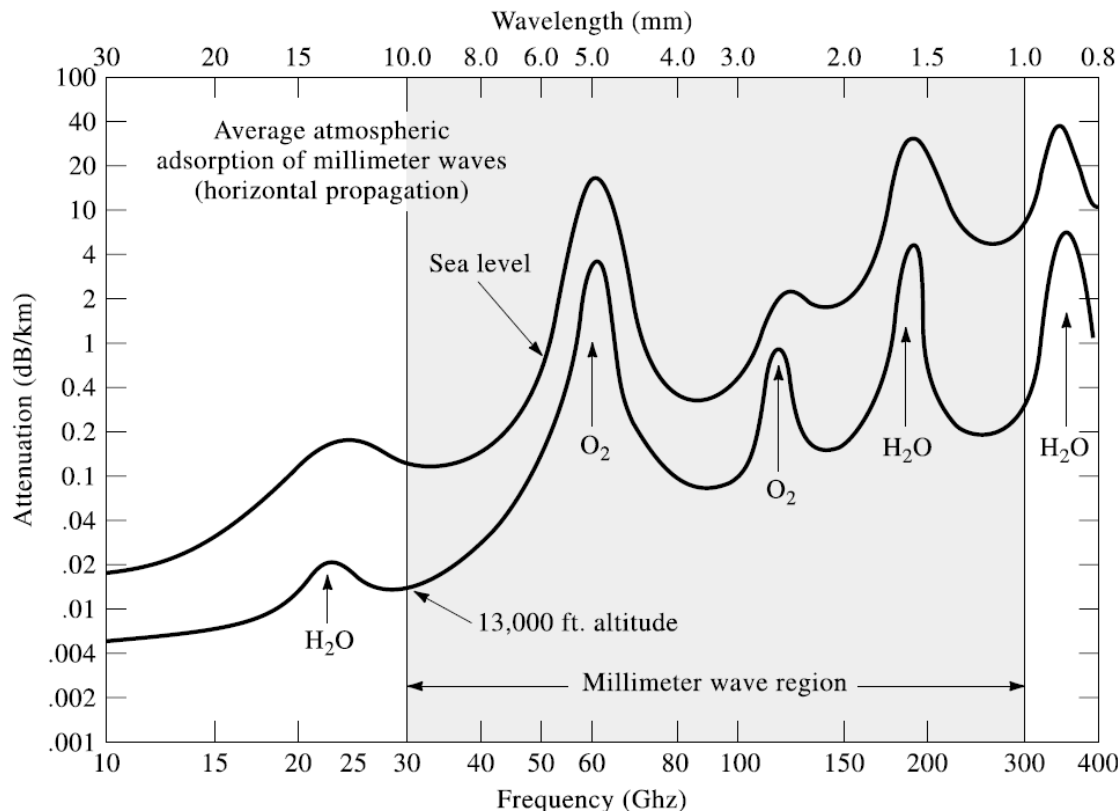 Wavelength (mm)
30 20 15 10.0 8.0 6.0 5.0 4.0 3.0 2.0 1.5 1.0 0.8
Average atmospheric
adsorption of millimeter waves
(horizontal propagation)
Sea level
O2
O2
H2O
H2O
H2O
13,000 ft. altitude
Millimeter wave region
Attenuation (dB/km)
100
40
20
10
4
2
1
0.4
0.2
0.1
.04
.02
.01
.004
.002
.001
10 15 20 25 30 40 50 60 70 80 100 150 200 300 400
Frequency (Ghz)